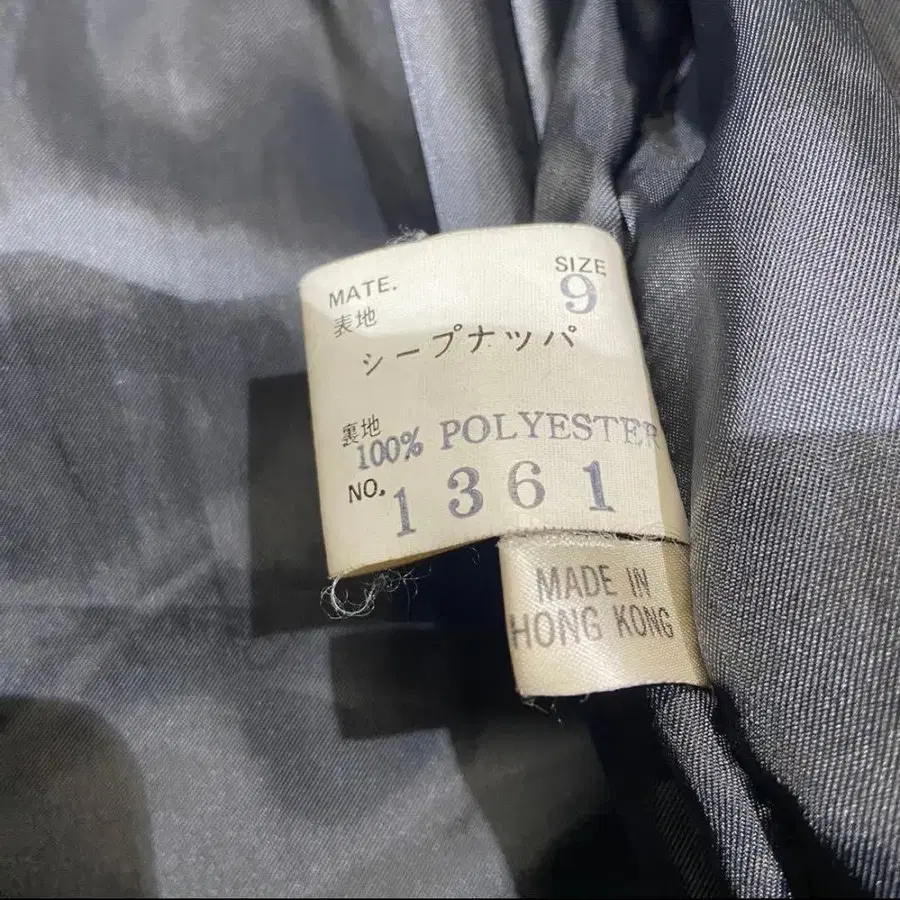 MATE. SIZE
表地 9
シープナツパ
裏地
100% POLYESTER
NO. 1361
MADE IN
HONG KONG